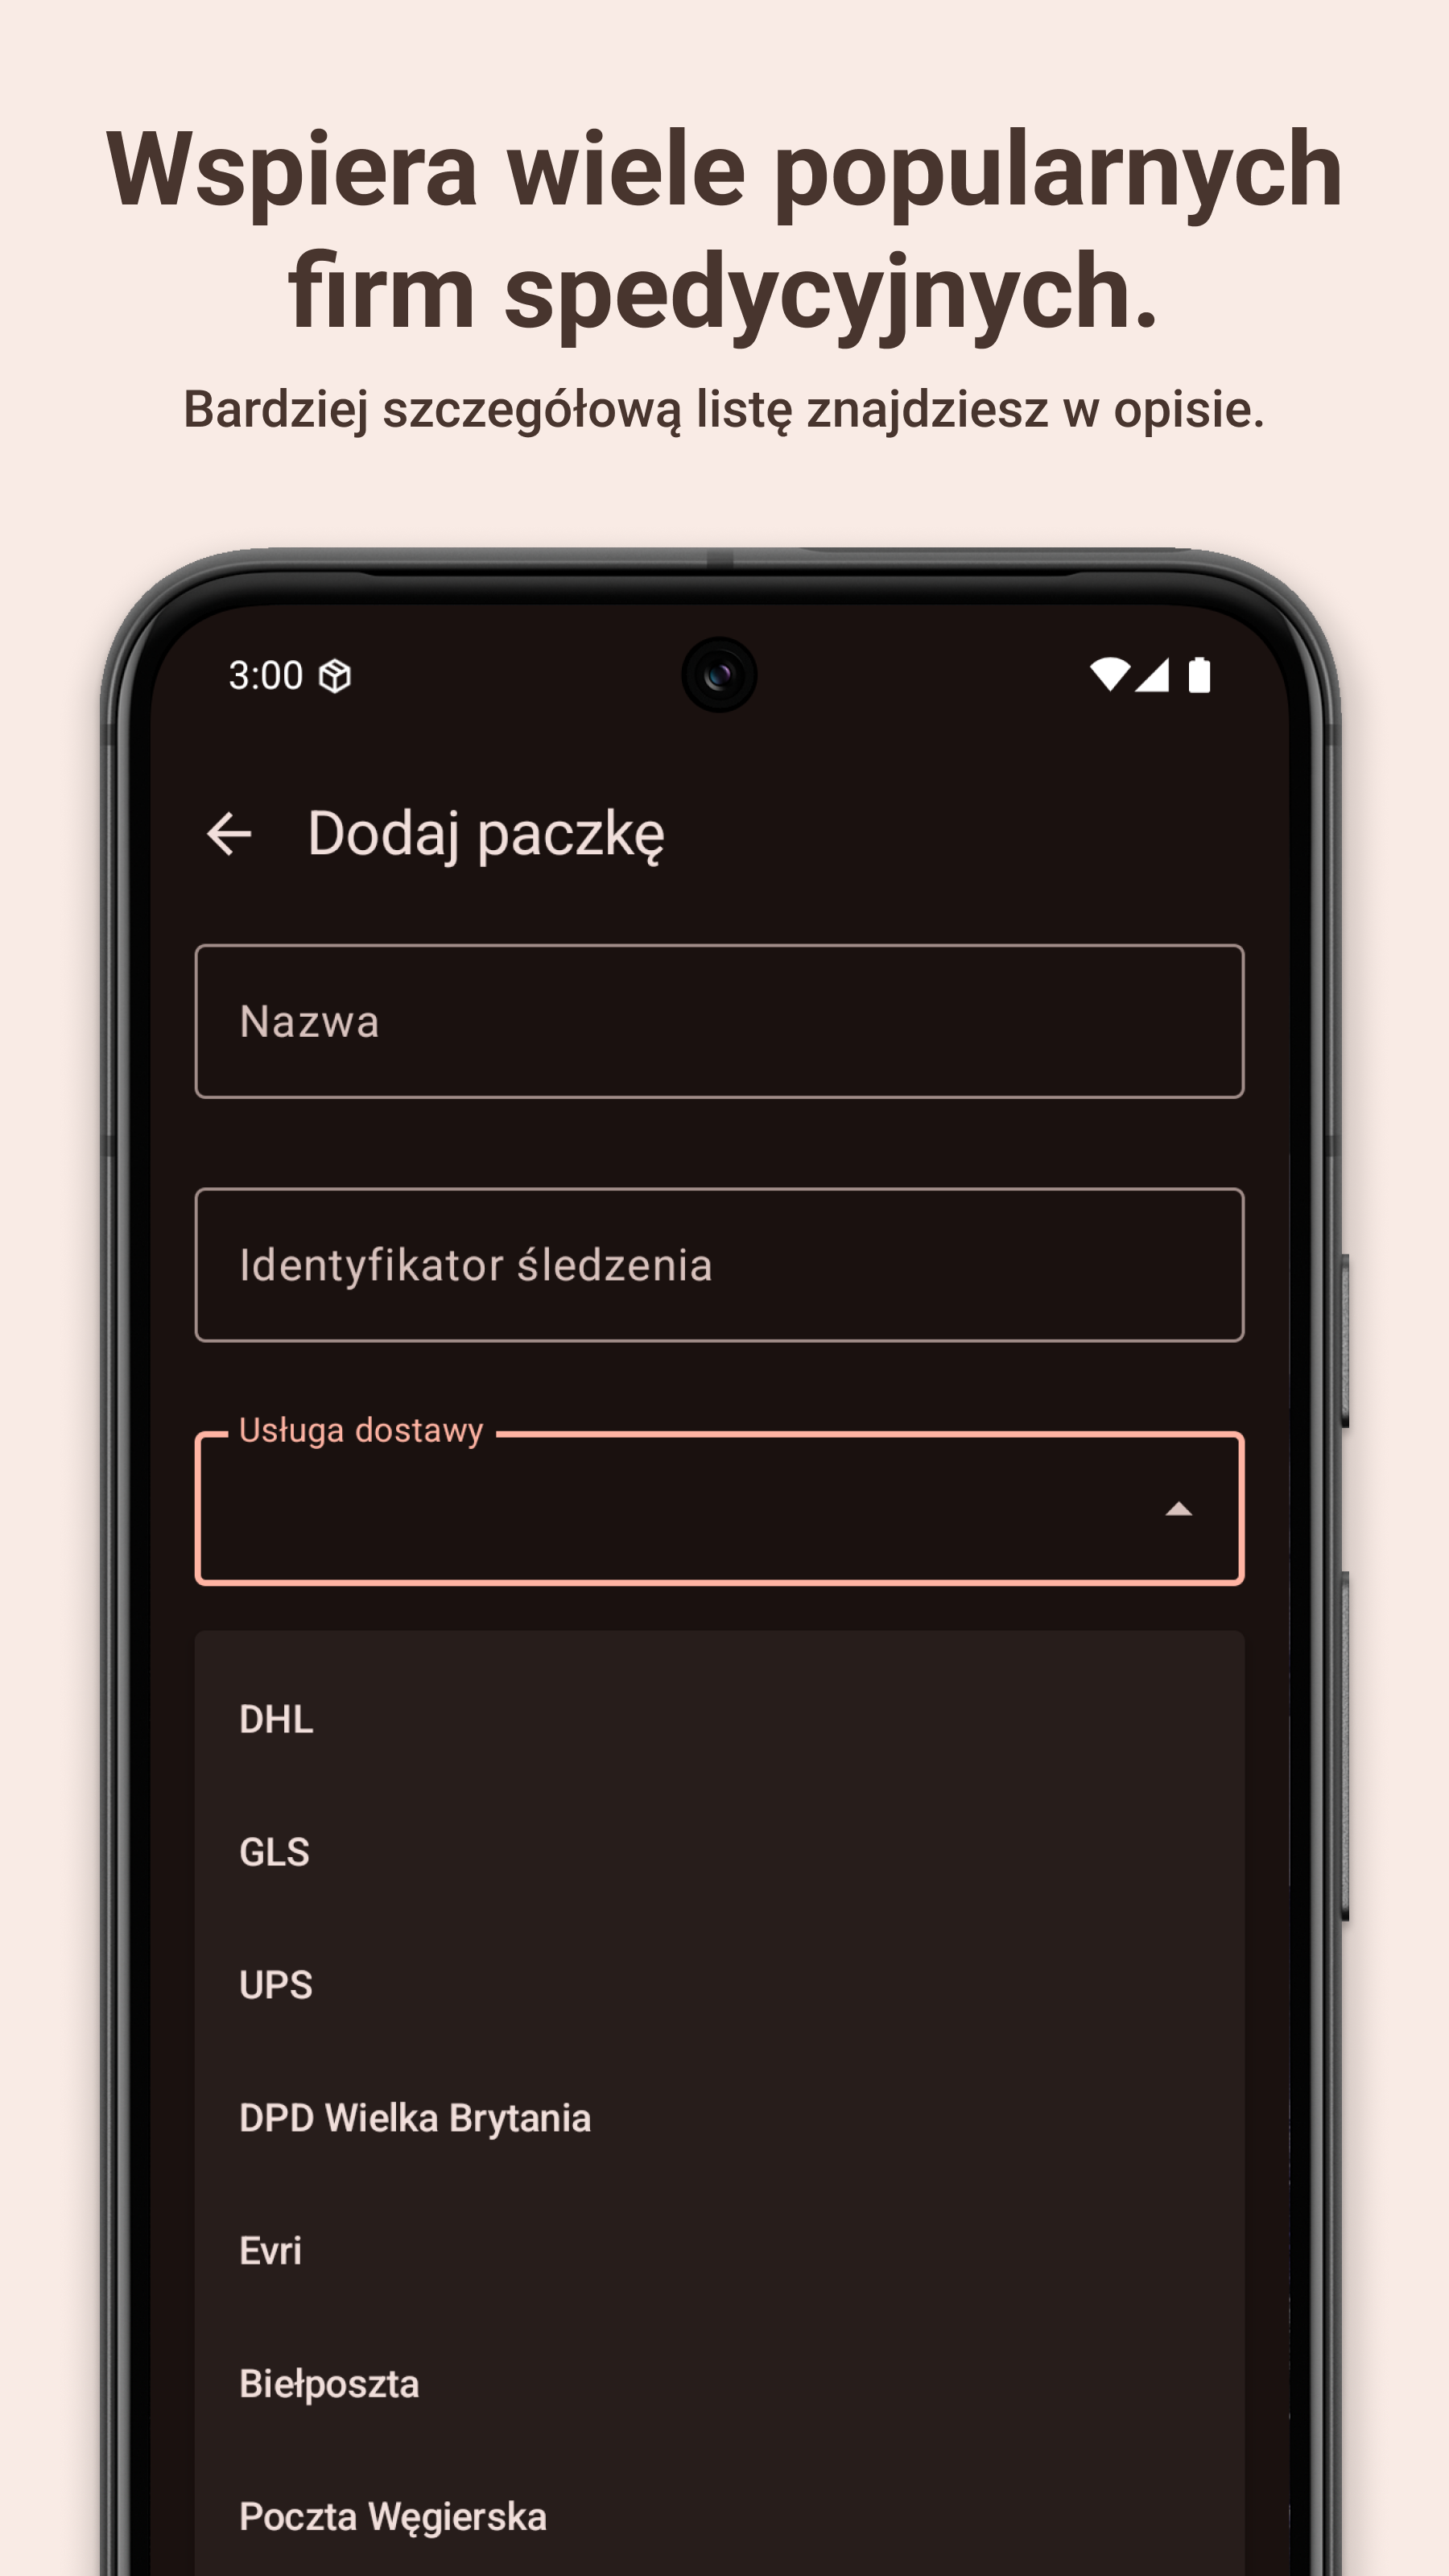 Wspiera wiele popularnych
firm spedycyjnych.
Bardziej szczegółową listę znajdziesz w opisie.
3:00
Dodaj paczkę
Nazwa
Identyfikator śledzenia
Usługa dostawy
DHL
GLS
UPS
DPD Wielka Brytania
Evri
Biełposzta
Poczta Węgierska